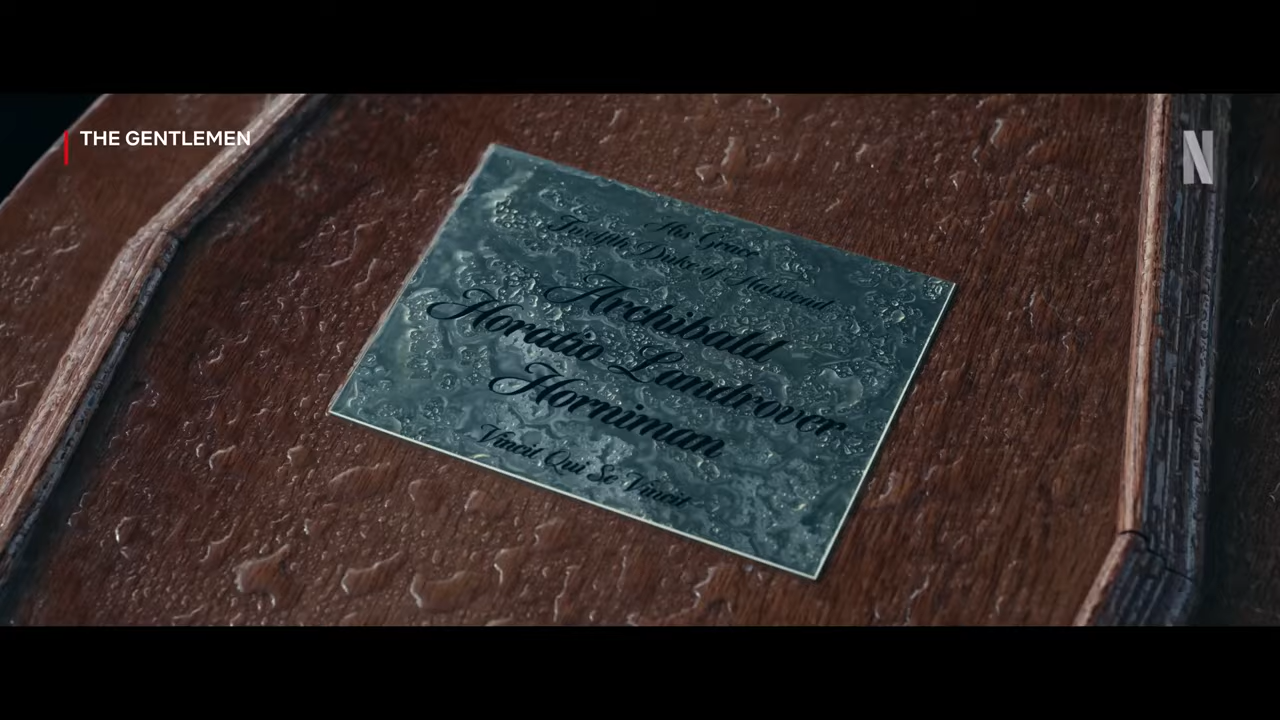 THE GENTLEMEN
N
His Grace
Twelfth Duke of Halstead
Archibald
Horatio Landrover
Horniman
Vincit Qui Se Vincit